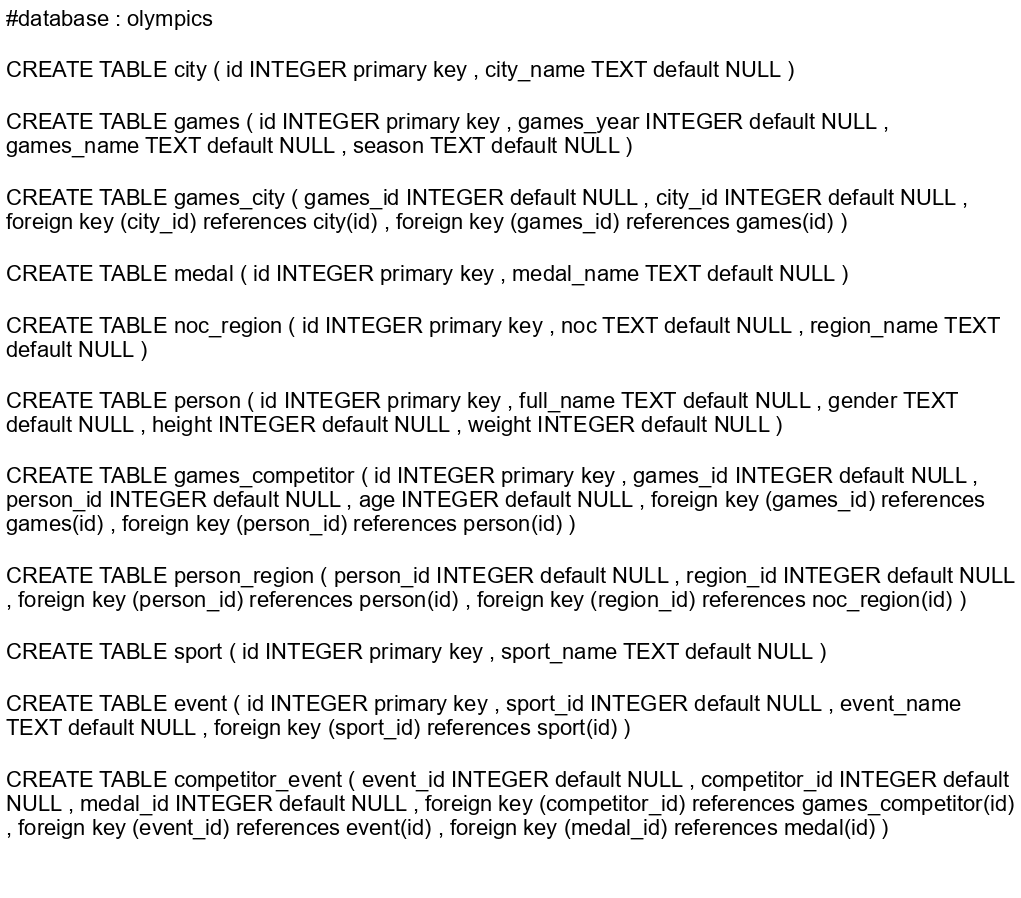 #database : olympics
CREATE TABLE city ( id INTEGER primary key , city_name TEXT default NULL )
CREATE TABLE games ( id INTEGER primary key , games_year INTEGER default NULL ,
games_name TEXT default NULL , season TEXT default NULL )
CREATE TABLE games_city ( games_id INTEGER default NULL , city_id INTEGER default NULL ,
foreign key (city_id) references city(id) , foreign key (games_id) references games(id) )
CREATE TABLE medal ( id INTEGER primary key , medal_name TEXT default NULL )
CREATE TABLE noc_region ( id INTEGER primary key , noc TEXT default NULL , region_name TEXT
default NULL )
CREATE TABLE person ( id INTEGER primary key , full_name TEXT default NULL , gender TEXT
default NULL , height INTEGER default NULL , weight INTEGER default NULL )
CREATE TABLE games_competitor ( id INTEGER primary key , games_id INTEGER default NULL ,
person_id INTEGER default NULL , age INTEGER default NULL , foreign key (games_id) references
games(id) , foreign key (person_id) references person(id) )
CREATE TABLE person_region ( person_id INTEGER default NULL , region_id INTEGER default NULL
, foreign key (person_id) references person(id) , foreign key (region_id) references noc_region(id) )
CREATE TABLE sport ( id INTEGER primary key , sport_name TEXT default NULL )
CREATE TABLE event ( id INTEGER primary key , sport_id INTEGER default NULL , event_name
TEXT default NULL , foreign key (sport_id) references sport(id) )
CREATE TABLE competitor_event ( event_id INTEGER default NULL , competitor_id INTEGER default
NULL , medal_id INTEGER default NULL , foreign key (competitor_id) references games_competitor(id)
, foreign key (event_id) references event(id) , foreign key (medal_id) references medal(id) )